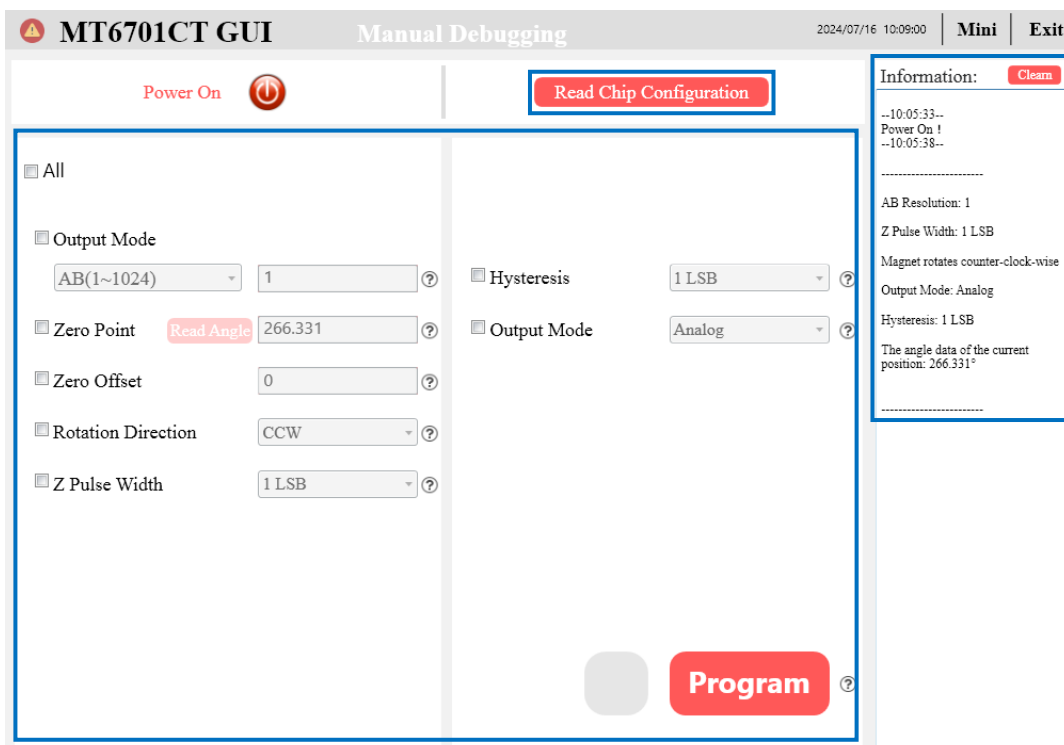 MT6701CT GUI
Manual Debugging
2024/07/16 10:09:00
Mini
Exit
Power On
Read Chip Configuration
All
Output Mode
AB(1~1024)
1
?
Zero Point
Read Angle
266.331
?
Zero Offset
0
?
Rotation Direction
CCW
?
Z Pulse Width
1 LSB
?
Hysteresis
1 LSB
?
Output Mode
Analog
?
Program
?
Information:
Clearn
--10:05:33--
Power On !
--10:05:38--
------------------------
AB Resolution: 1
Z Pulse Width: 1 LSB
Magnet rotates counter-clock-wise
Output Mode: Analog
Hysteresis: 1 LSB
The angle data of the current
position: 266.331°
------------------------